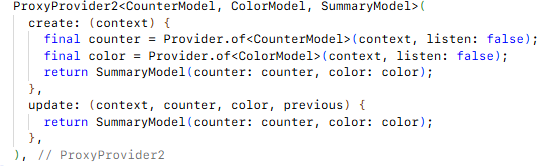 ProxyProvider2<CounterModel, ColorModel, SummaryModel>(
  create: (context) {
    final counter = Provider.of<CounterModel>(context, listen: false);
    final color = Provider.of<ColorModel>(context, listen: false);
    return SummaryModel(counter: counter, color: color);
  },
  update: (context, counter, color, previous) {
    return SummaryModel(counter: counter, color: color);
  },
), // ProxyProvider2